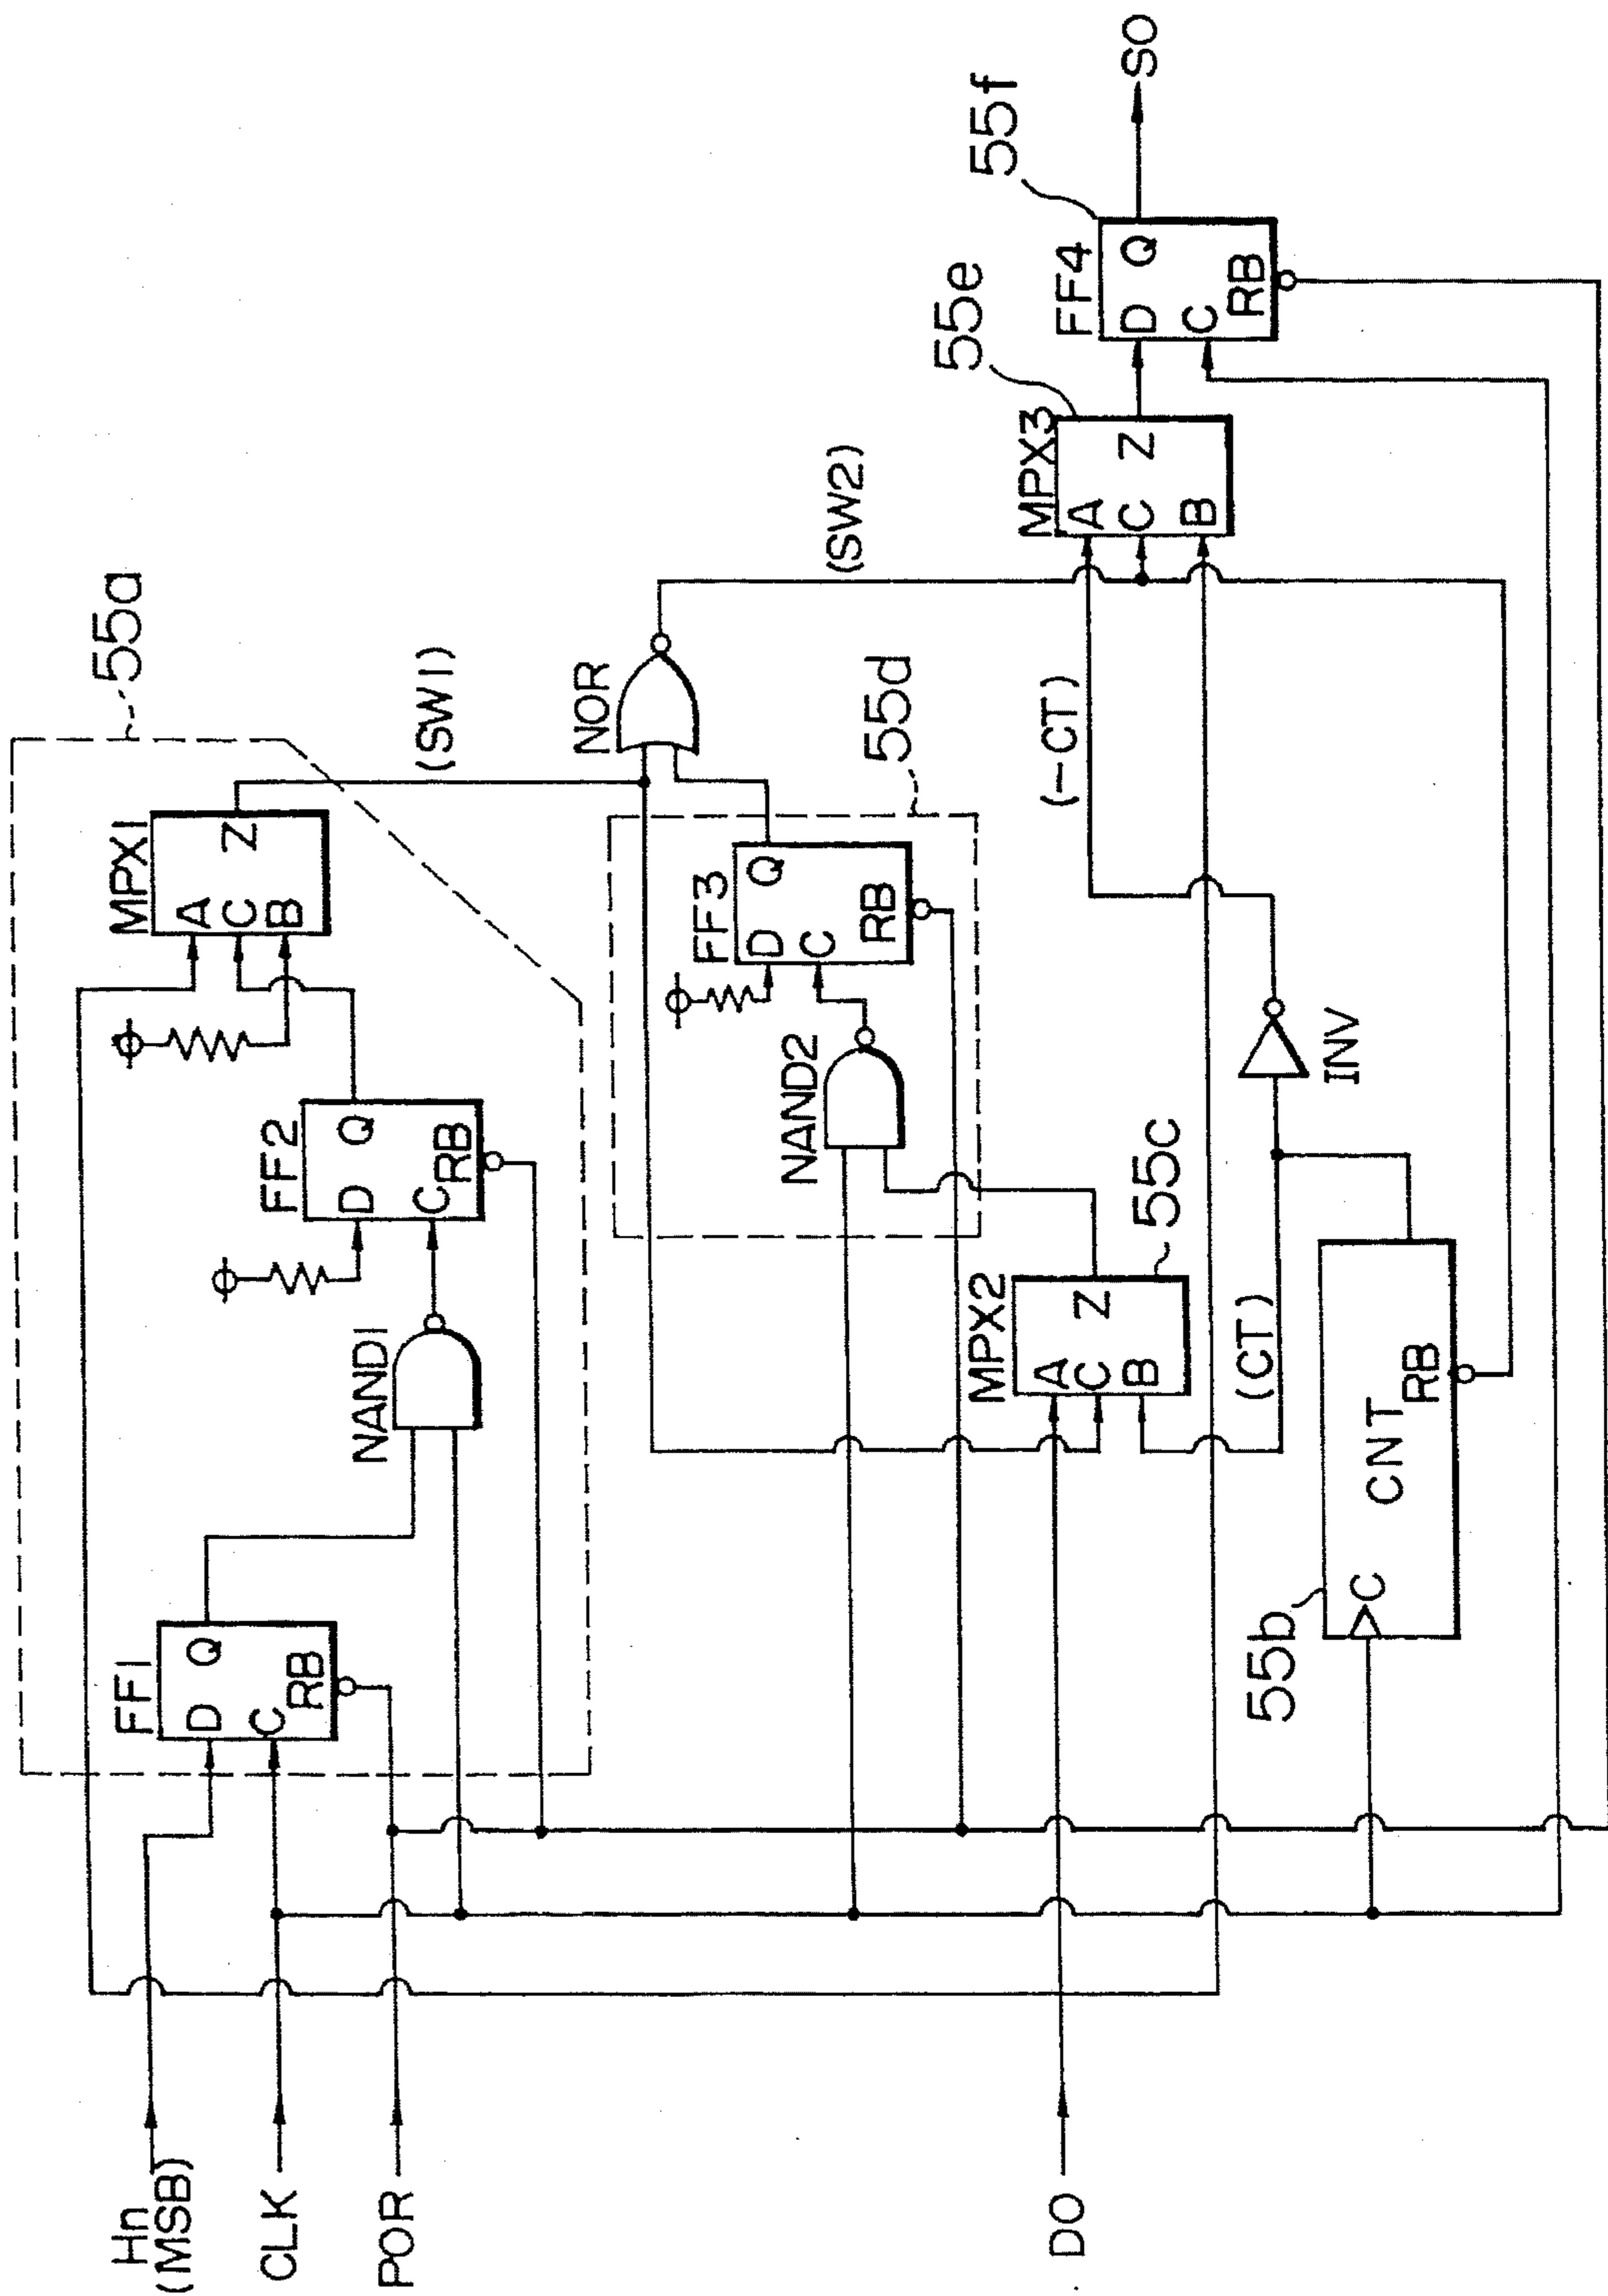 Hn
(MSB)
CLK
POR
DO
55a
FF1
D Q
C
RB
NAND1
FF2
D Q
C
RB
MPX1
A
C Z
B
(SW1)
NOR
(SW2)
55d
FF3
D Q
C
RB
NAND2
MPX2
A
C Z
B
55c
55b
C CNT
RB
(CT)
INV
(-CT)
MPX3
A
C Z
B
55e
FF4
D Q
C
RB
55f
SO